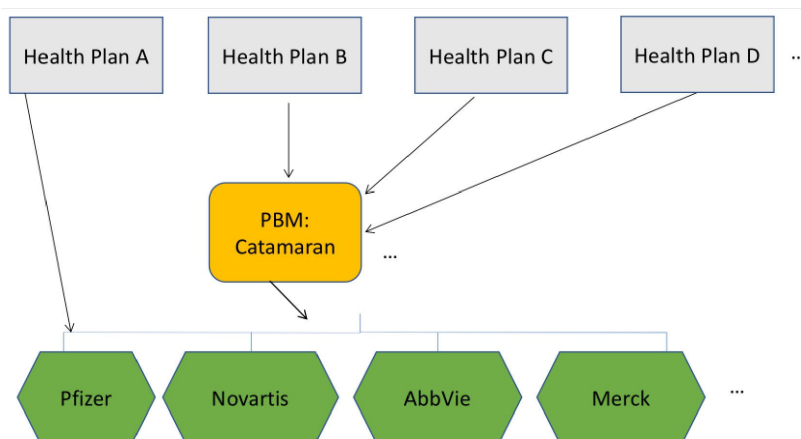 Health Plan A
Health Plan B
Health Plan C
Health Plan D
...
PBM:
Catamaran
...
Pfizer
Novartis
AbbVie
Merck
...